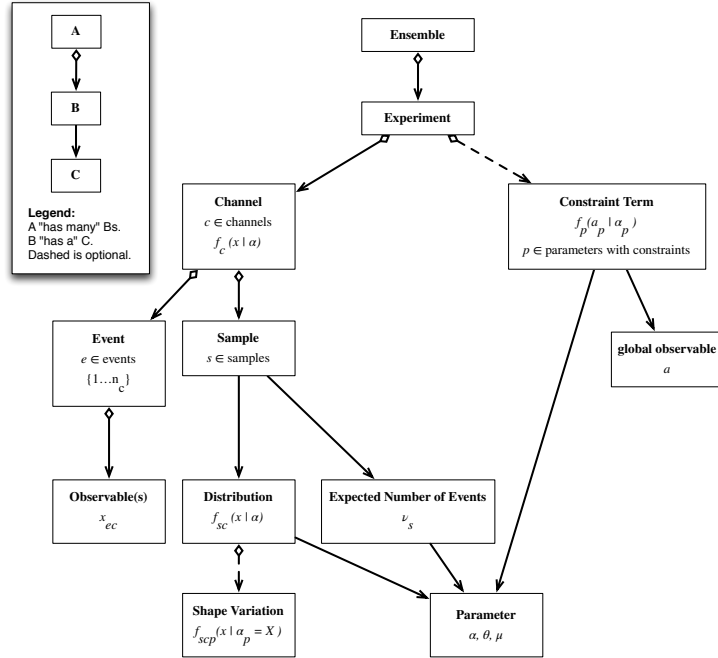 A
B
C
Legend:
A "has many" Bs.
B "has a" C.
Dashed is optional.
Ensemble
Experiment
Channel
c ∈ channels
f_c (x | α)
Constraint Term
f_p (a_p | α_p )
p ∈ parameters with constraints
Event
e ∈ events
{1…n_c}
Sample
s ∈ samples
global observable
a
Observable(s)
x_ec
Distribution
f_sc (x | α)
Expected Number of Events
ν_s
Shape Variation
f_scp (x | α_p = X )
Parameter
α, θ, μ